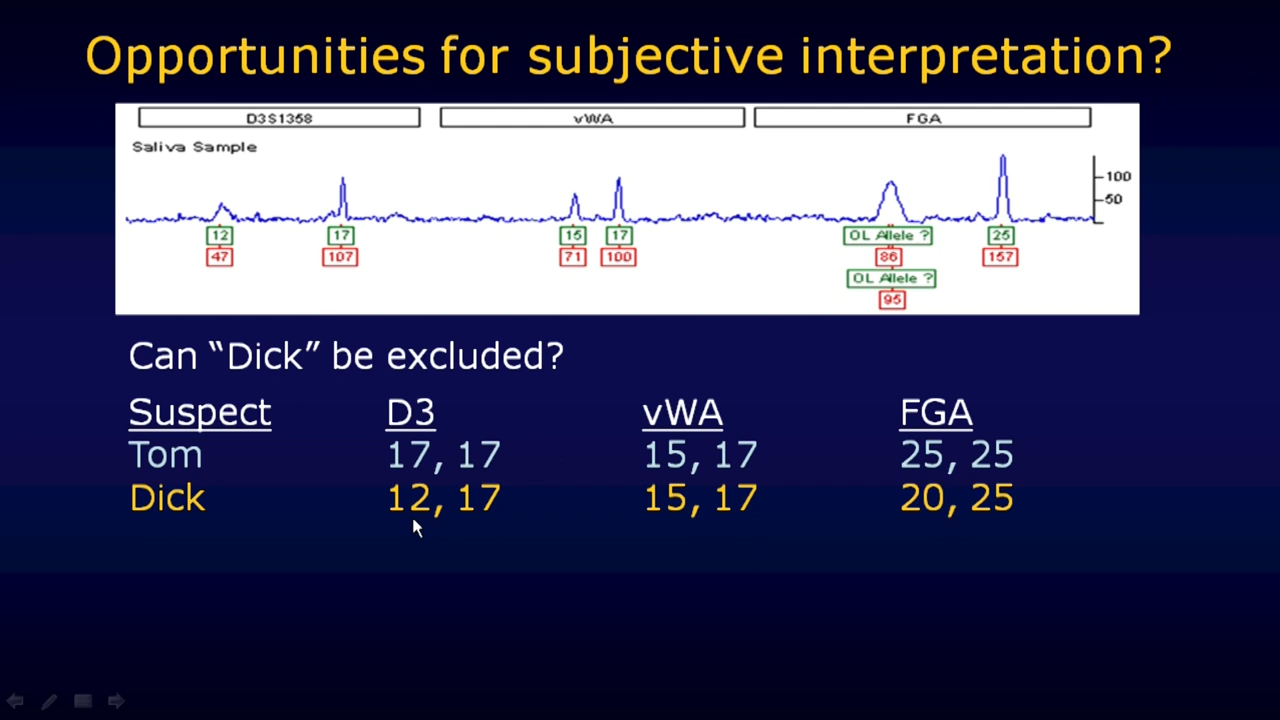 Opportunities for subjective interpretation?
D3S1358 vWA FGA
Saliva Sample
100
50
12 17 15 17 OL Allele ? 25
47 107 71 100 86 157
OL Allele ?
95
Can “Dick” be excluded?
Suspect D3 vWA FGA
Tom 17, 17 15, 17 25, 25
Dick 12, 17 15, 17 20, 25